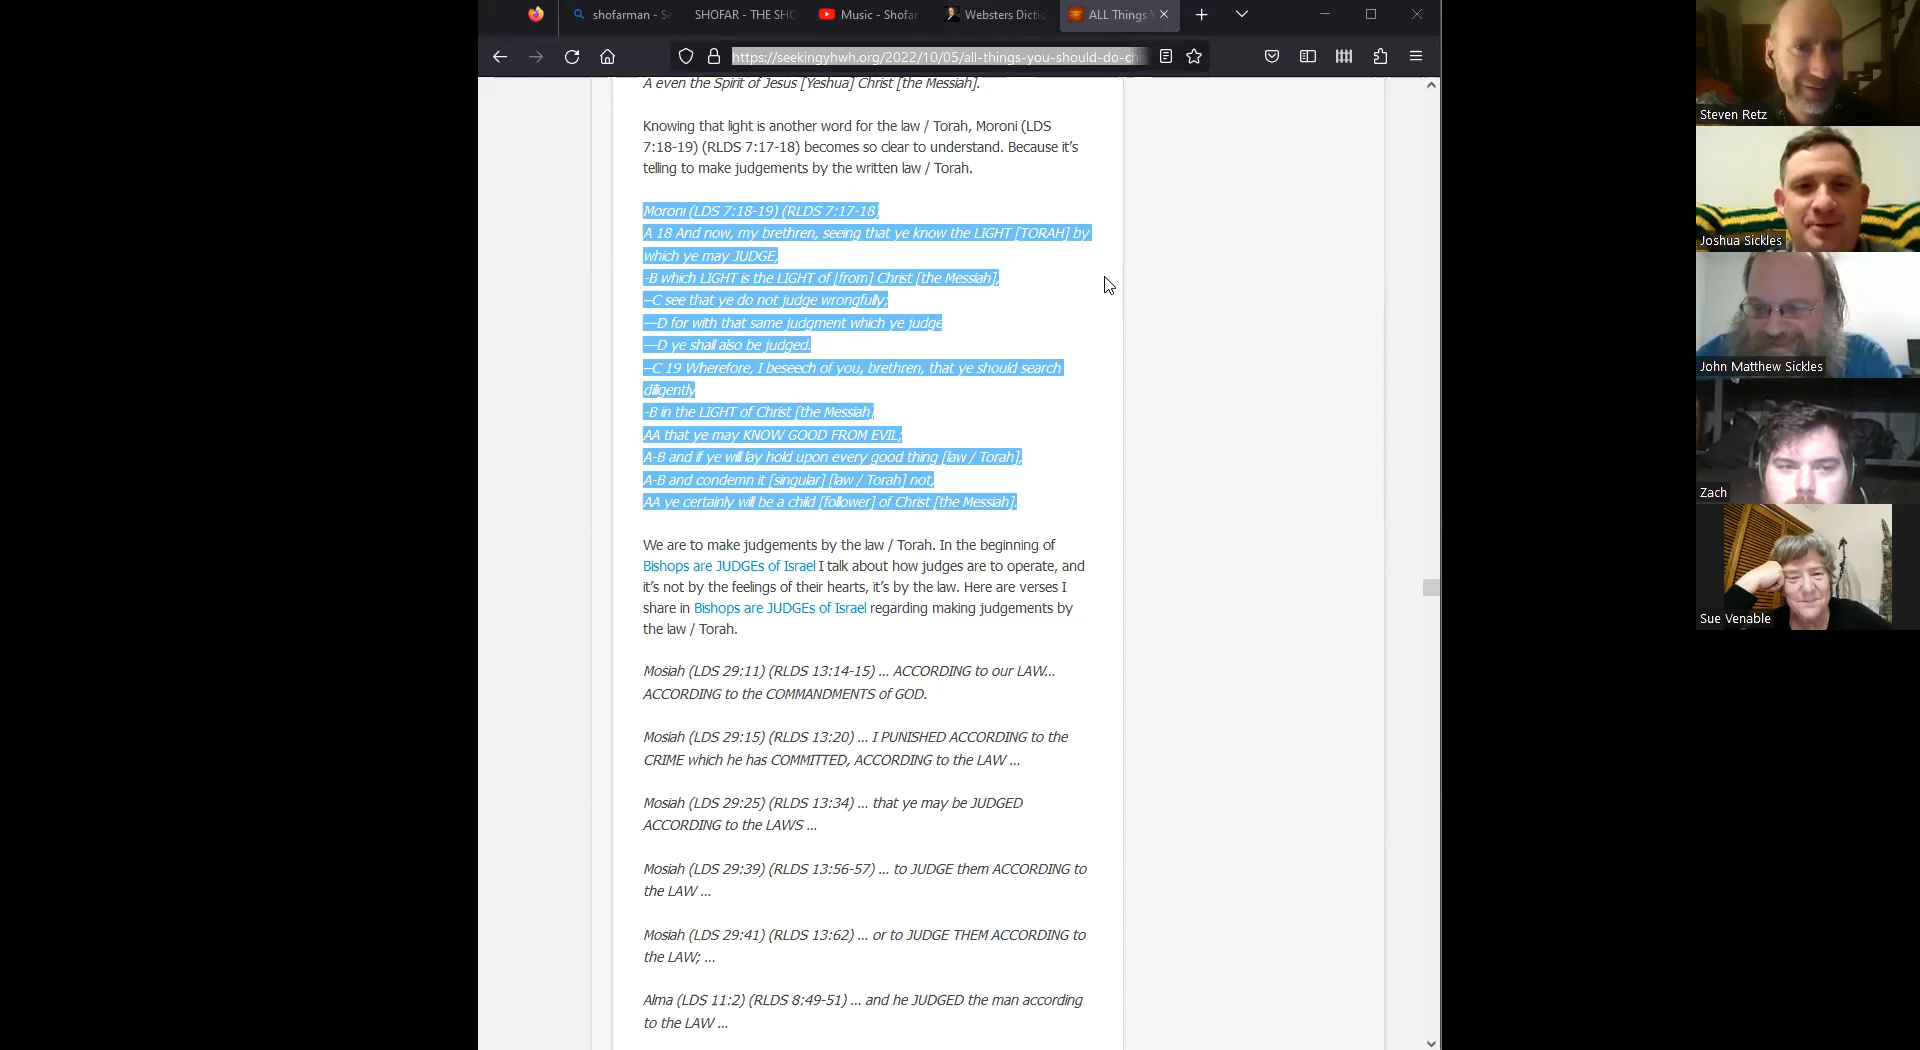 shofarman - Se
SHOFAR - THE SHO
Music - Shofar
Websters Dictio
ALL Things Y
https://seekingyhwh.org/2022/10/05/all-things-you-should-do-ch
A even the Spirit of Jesus [Yeshua] Christ [the Messiah].
Knowing that light is another word for the law / Torah, Moroni (LDS
7:18-19) (RLDS 7:17-18) becomes so clear to understand. Because it's
telling to make judgements by the written law / Torah.
Moroni (LDS 7:18-19) (RLDS 7:17-18)
A 18 And now, my brethren, seeing that ye know the LIGHT [TORAH] by
which ye may JUDGE,
-B which LIGHT is the LIGHT of [from] Christ [the Messiah],
–C see that ye do not judge wrongfully;
—D for with that same judgment which ye judge
—D ye shall also be judged.
–C 19 Wherefore, I beseech of you, brethren, that ye should search
diligently
-B in the LIGHT of Christ [the Messiah]
AA that ye may KNOW GOOD FROM EVIL;
A-B and if ye will lay hold upon every good thing [law / Torah],
A-B and condemn it [singular] [law / Torah] not,
AA ye certainly will be a child [follower] of Christ [the Messiah].
We are to make judgements by the law / Torah. In the beginning of
Bishops are JUDGEs of Israel I talk about how judges are to operate, and
it's not by the feelings of their hearts, it's by the law. Here are verses I
share in Bishops are JUDGEs of Israel regarding making judgements by
the law / Torah.
Mosiah (LDS 29:11) (RLDS 13:14-15) … ACCORDING to our LAW…
ACCORDING to the COMMANDMENTS of GOD.
Mosiah (LDS 29:15) (RLDS 13:20) … I PUNISHED ACCORDING to the
CRIME which he has COMMITTED, ACCORDING to the LAW …
Mosiah (LDS 29:25) (RLDS 13:34) … that ye may be JUDGED
ACCORDING to the LAWS …
Mosiah (LDS 29:39) (RLDS 13:56-57) … to JUDGE them ACCORDING to
the LAW …
Mosiah (LDS 29:41) (RLDS 13:62) … or to JUDGE THEM ACCORDING to
the LAW; …
Alma (LDS 11:2) (RLDS 8:49-51) … and he JUDGED the man according
to the LAW …
Steven Retz
Joshua Sickles
John Matthew Sickles
Zach
Sue Venable